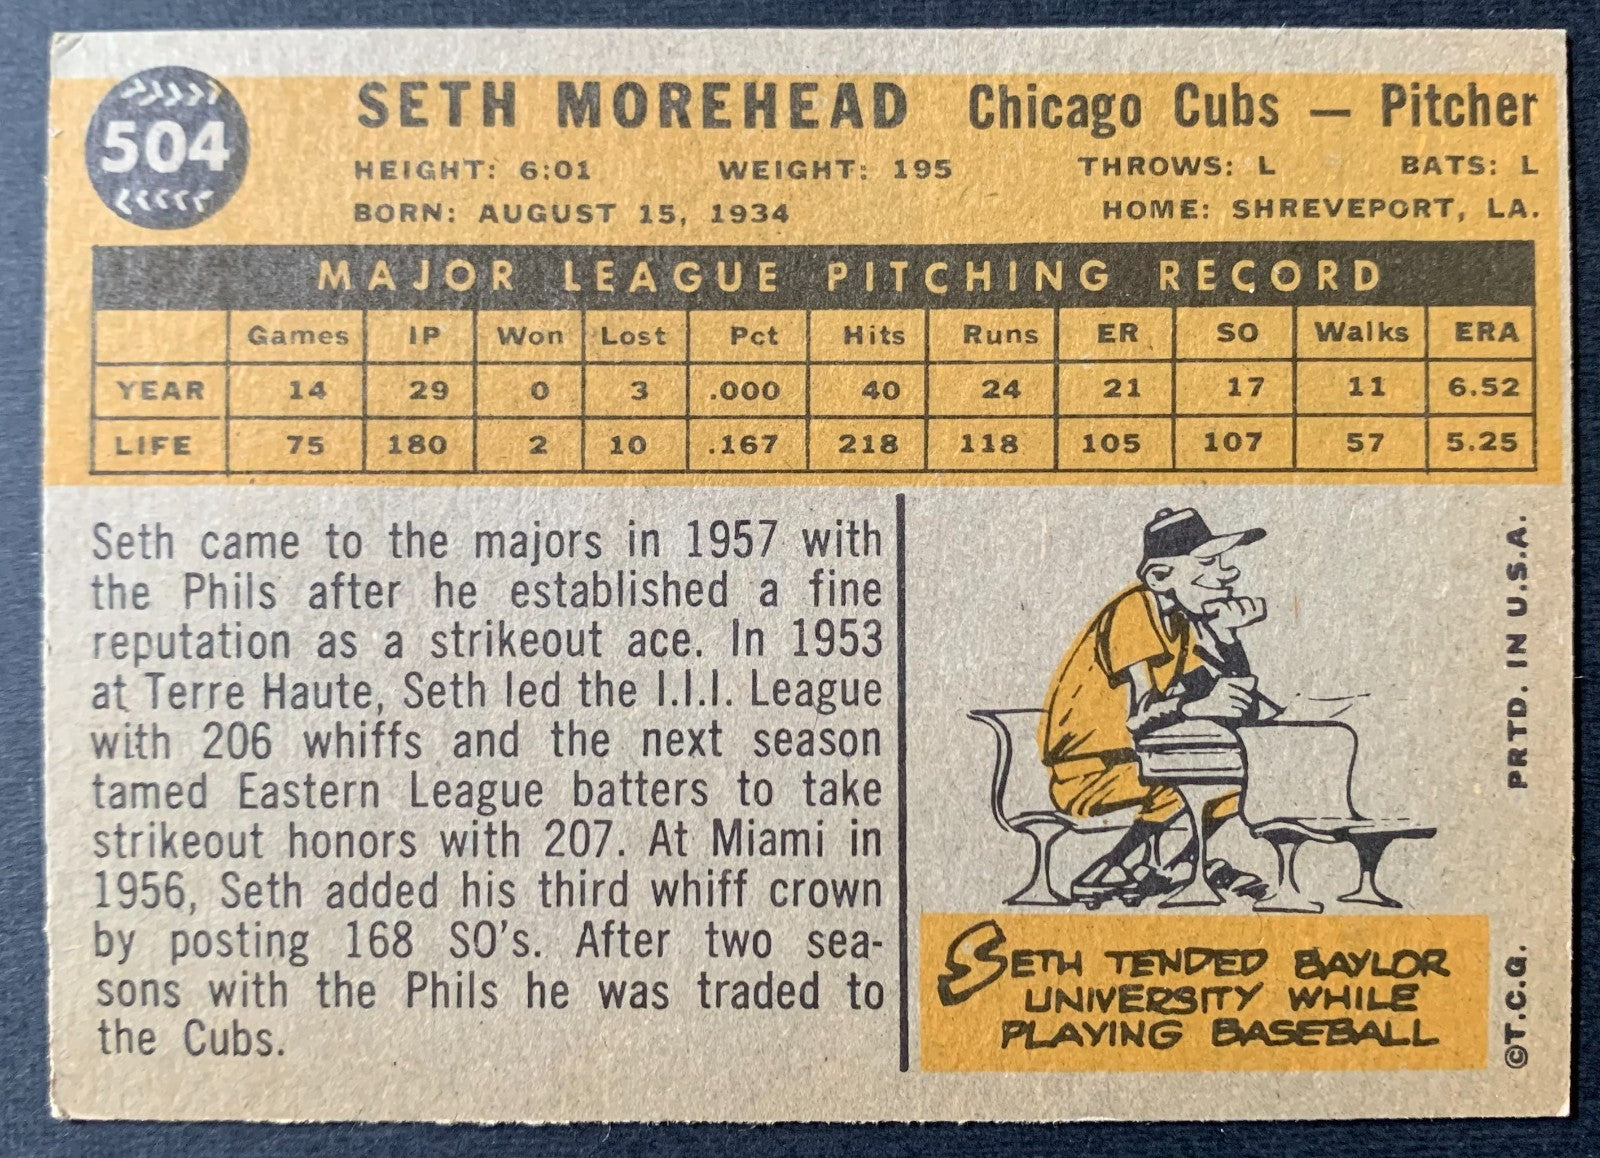 504
SETH MOREHEAD Chicago Cubs — Pitcher
HEIGHT: 6:01 WEIGHT: 195 THROWS: L BATS: L
BORN: AUGUST 15, 1934 HOME: SHREVEPORT, LA.
MAJOR LEAGUE PITCHING RECORD
Games IP Won Lost Pct Hits Runs ER SO Walks ERA
YEAR 14 29 0 3 .000 40 24 21 17 11 6.52
LIFE 75 180 2 10 .167 218 118 105 107 57 5.25
Seth came to the majors in 1957 with
the Phils after he established a fine
reputation as a strikeout ace. In 1953
at Terre Haute, Seth led the I.I.I. League
with 206 whiffs and the next season
tamed Eastern League batters to take
strikeout honors with 207. At Miami in
1956, Seth added his third whiff crown
by posting 168 SO's. After two sea-
sons with the Phils he was traded to
the Cubs.
SETH TENDED BAYLOR
UNIVERSITY WHILE
PLAYING BASEBALL
©T.C.G. PRTD. IN U.S.A.